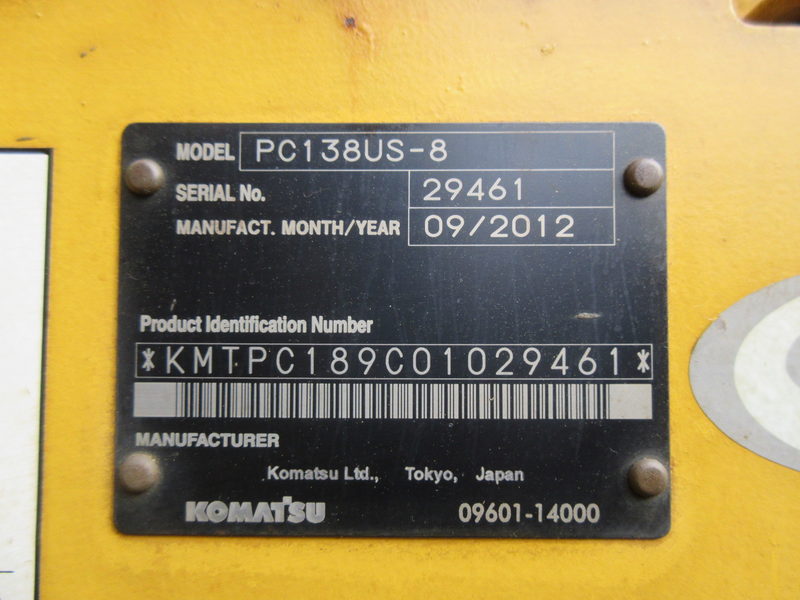 MODEL PC138US-8
SERIAL No. 29461
MANUFACT. MONTH/YEAR 09/2012
Product Identification Number
*KMTPC189C01029461*
MANUFACTURER
Komatsu Ltd., Tokyo, Japan
KOMATSU 09601-14000